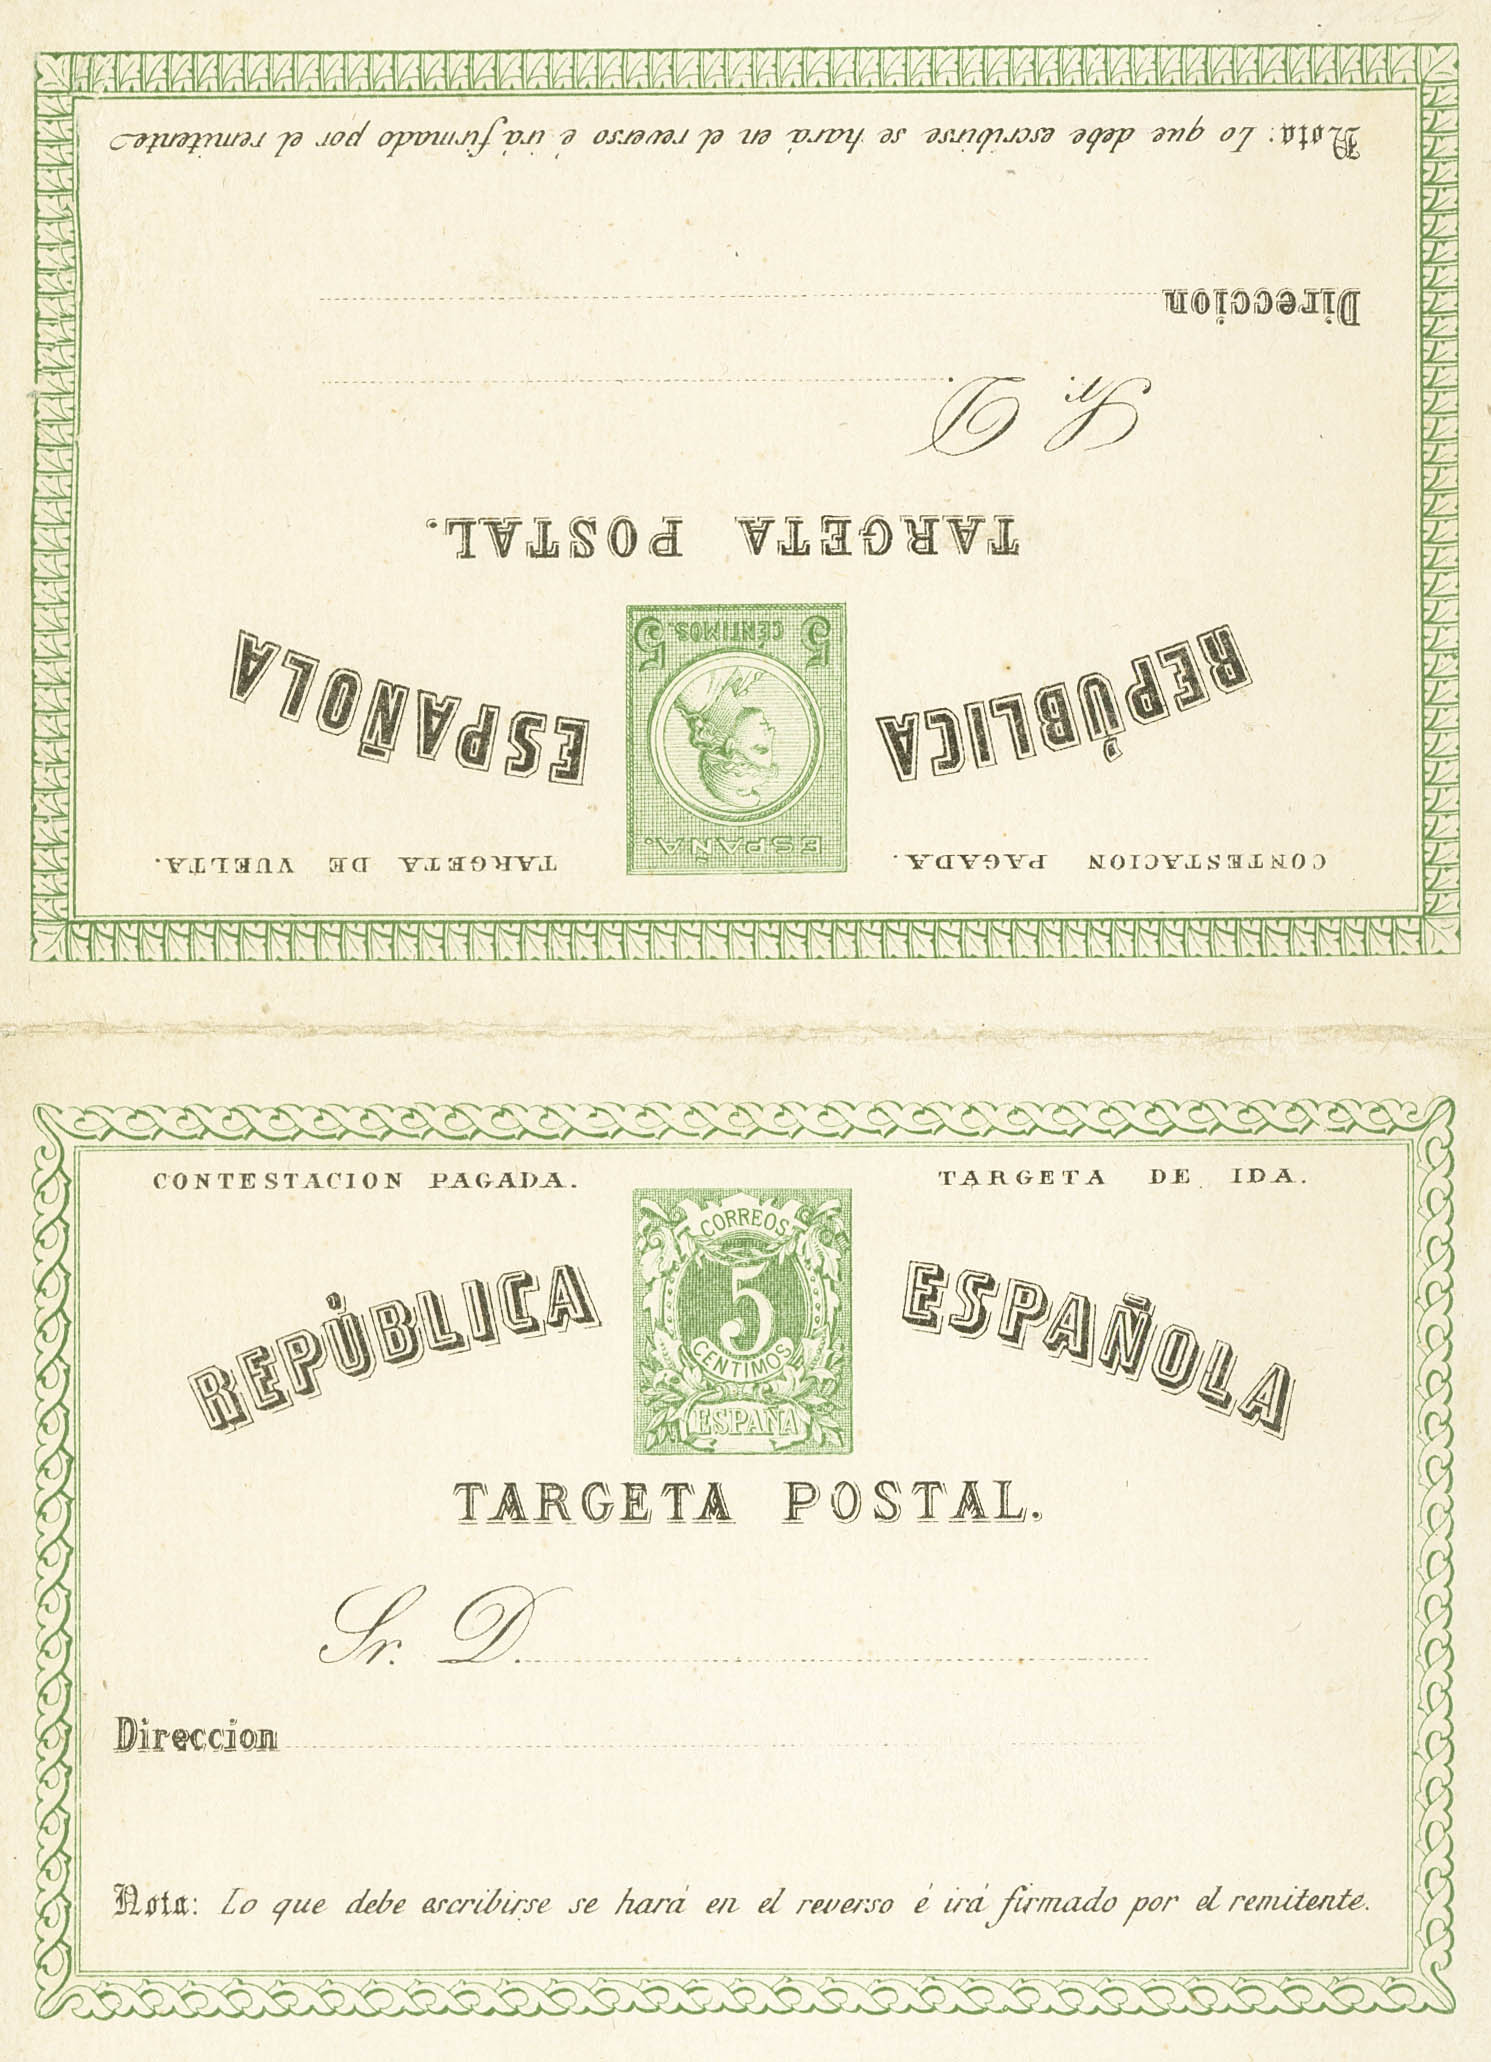 Nota: Lo que debe escribirse se hará en el reverso é irá firmado por el remitente
Direccion
Sr. D.
TARGETA POSTAL.
REPÚBLICA ESPAÑOLA
5 CÉNTIMOS. 5
ESPAÑA.
CONTESTACION PAGADA. TARGETA DE VUELTA.
CONTESTACION PAGADA. TARGETA DE IDA.
CORREOS
5
CENTIMOS
ESPAÑA
REPÚBLICA ESPAÑOLA
TARGETA POSTAL.
Sr. D.
Direccion
Nota: Lo que debe escribirse se hará en el reverso é irá firmado por el remitente.